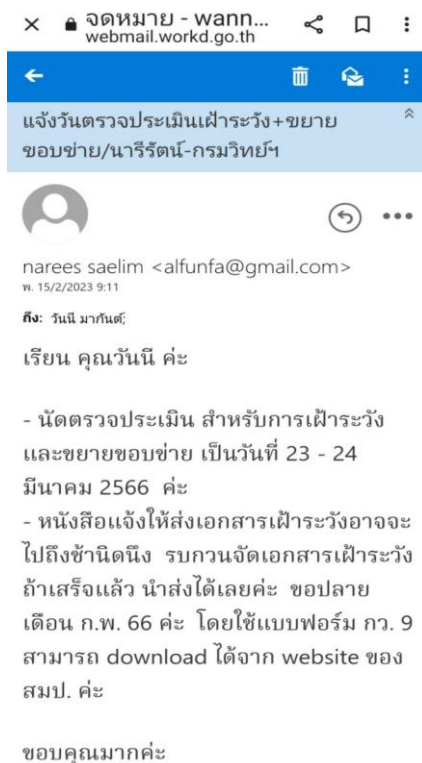 จดหมาย - wann...
webmail.workd.go.th
แจ้งวันตรวจประเมินเฝ้าระวัง+ขยาย
ขอบข่าย/นารีรัตน์-กรมวิทย์ฯ
narees saelim <alfunfa@gmail.com>
พ. 15/2/2023 9:11
ถึง: วันนี มากันต์;
เรียน คุณวันนี ค่ะ
- นัดตรวจประเมิน สำหรับการเฝ้าระวัง
และขยายขอบข่าย เป็นวันที่ 23 - 24
มีนาคม 2566 ค่ะ
- หนังสือแจ้งให้ส่งเอกสารเฝ้าระวังอาจจะ
ไปถึงช้านิดนึง รบกวนจัดเอกสารเฝ้าระวัง
ถ้าเสร็จแล้ว นำส่งได้เลยค่ะ ขอปลาย
เดือน ก.พ. 66 ค่ะ โดยใช้แบบฟอร์ม กว. 9
สามารถ download ได้จาก website ของ
สมป. ค่ะ
ขอบคุณมากค่ะ